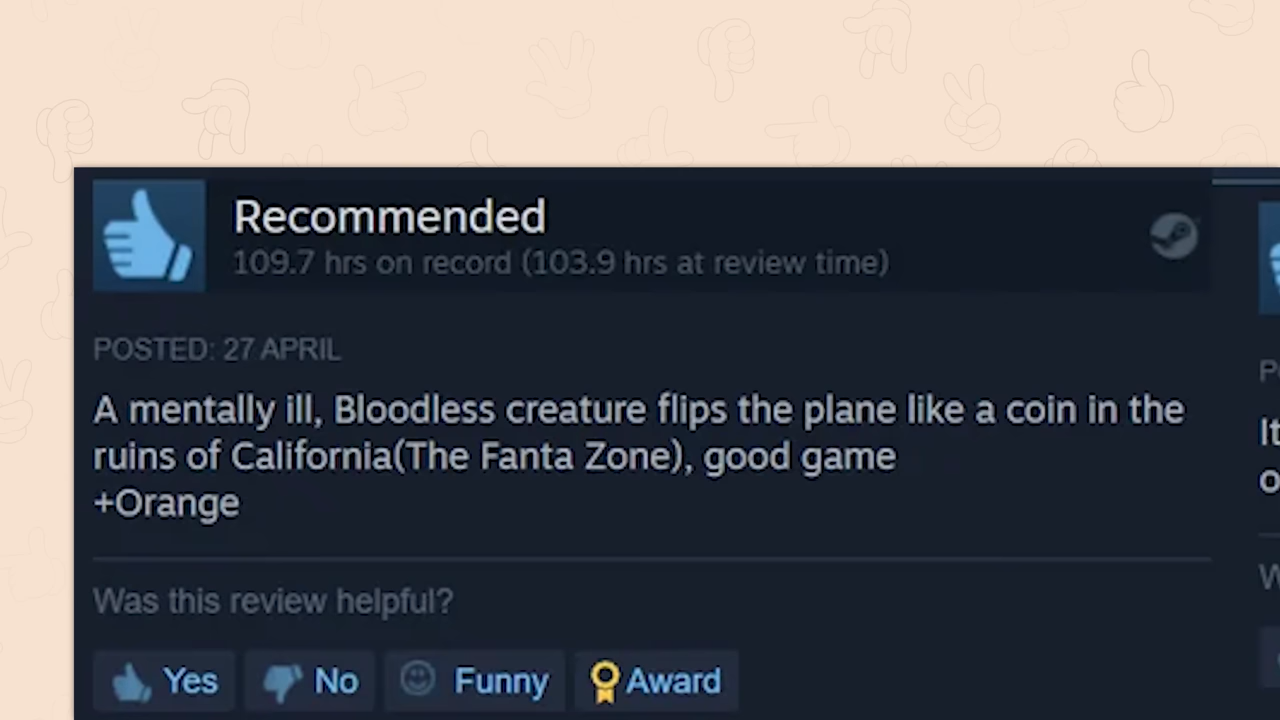 Recommended
109.7 hrs on record (103.9 hrs at review time)
POSTED: 27 APRIL
A mentally ill, Bloodless creature flips the plane like a coin in the
ruins of California(The Fanta Zone), good game
+Orange
Was this review helpful?
Yes
No
Funny
Award
It